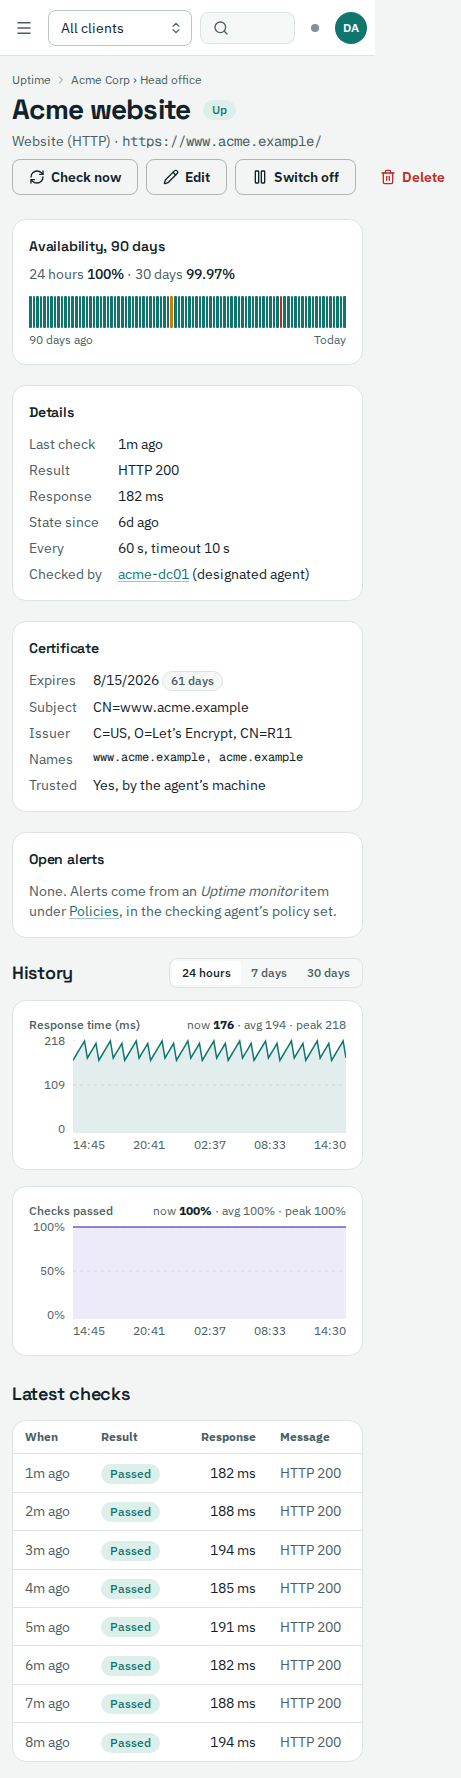 All clients
DA
Uptime > Acme Corp › Head office
Acme website Up
Website (HTTP) · https://www.acme.example/
Check now Edit Switch off Delete
Availability, 90 days
24 hours 100% · 30 days 99.97%
90 days ago Today
Details
Last check 1m ago
Result HTTP 200
Response 182 ms
State since 6d ago
Every 60 s, timeout 10 s
Checked by acme-dc01 (designated agent)
Certificate
Expires 8/15/2026 61 days
Subject CN=www.acme.example
Issuer C=US, O=Let’s Encrypt, CN=R11
Names www.acme.example, acme.example
Trusted Yes, by the agent’s machine
Open alerts
None. Alerts come from an Uptime monitor item
under Policies, in the checking agent’s policy set.
History 24 hours 7 days 30 days
Response time (ms) now 176 · avg 194 · peak 218
218
109
0
14:45 20:41 02:37 08:33 14:30
Checks passed now 100% · avg 100% · peak 100%
100%
50%
0%
14:45 20:41 02:37 08:33 14:30
Latest checks
When Result Response Message
1m ago Passed 182 ms HTTP 200
2m ago Passed 188 ms HTTP 200
3m ago Passed 194 ms HTTP 200
4m ago Passed 185 ms HTTP 200
5m ago Passed 191 ms HTTP 200
6m ago Passed 182 ms HTTP 200
7m ago Passed 188 ms HTTP 200
8m ago Passed 194 ms HTTP 200